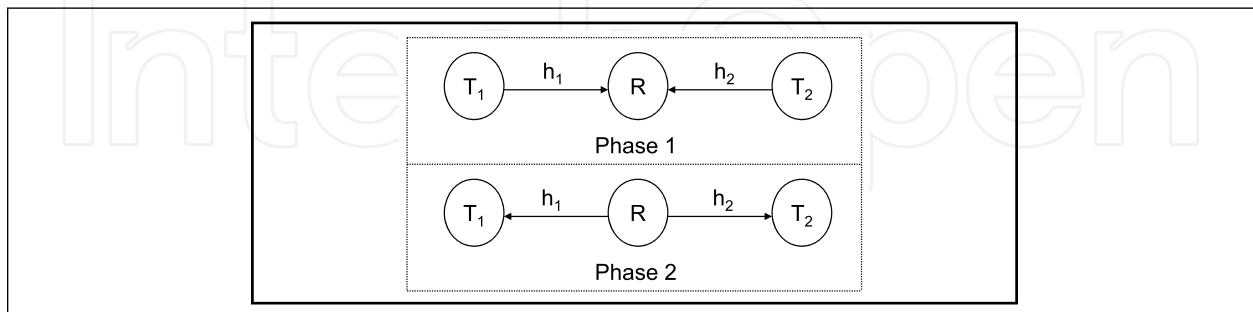 IntechOpen
T₁ h₁ R h₂ T₂
Phase 1
T₁ h₁ R h₂ T₂
Phase 2